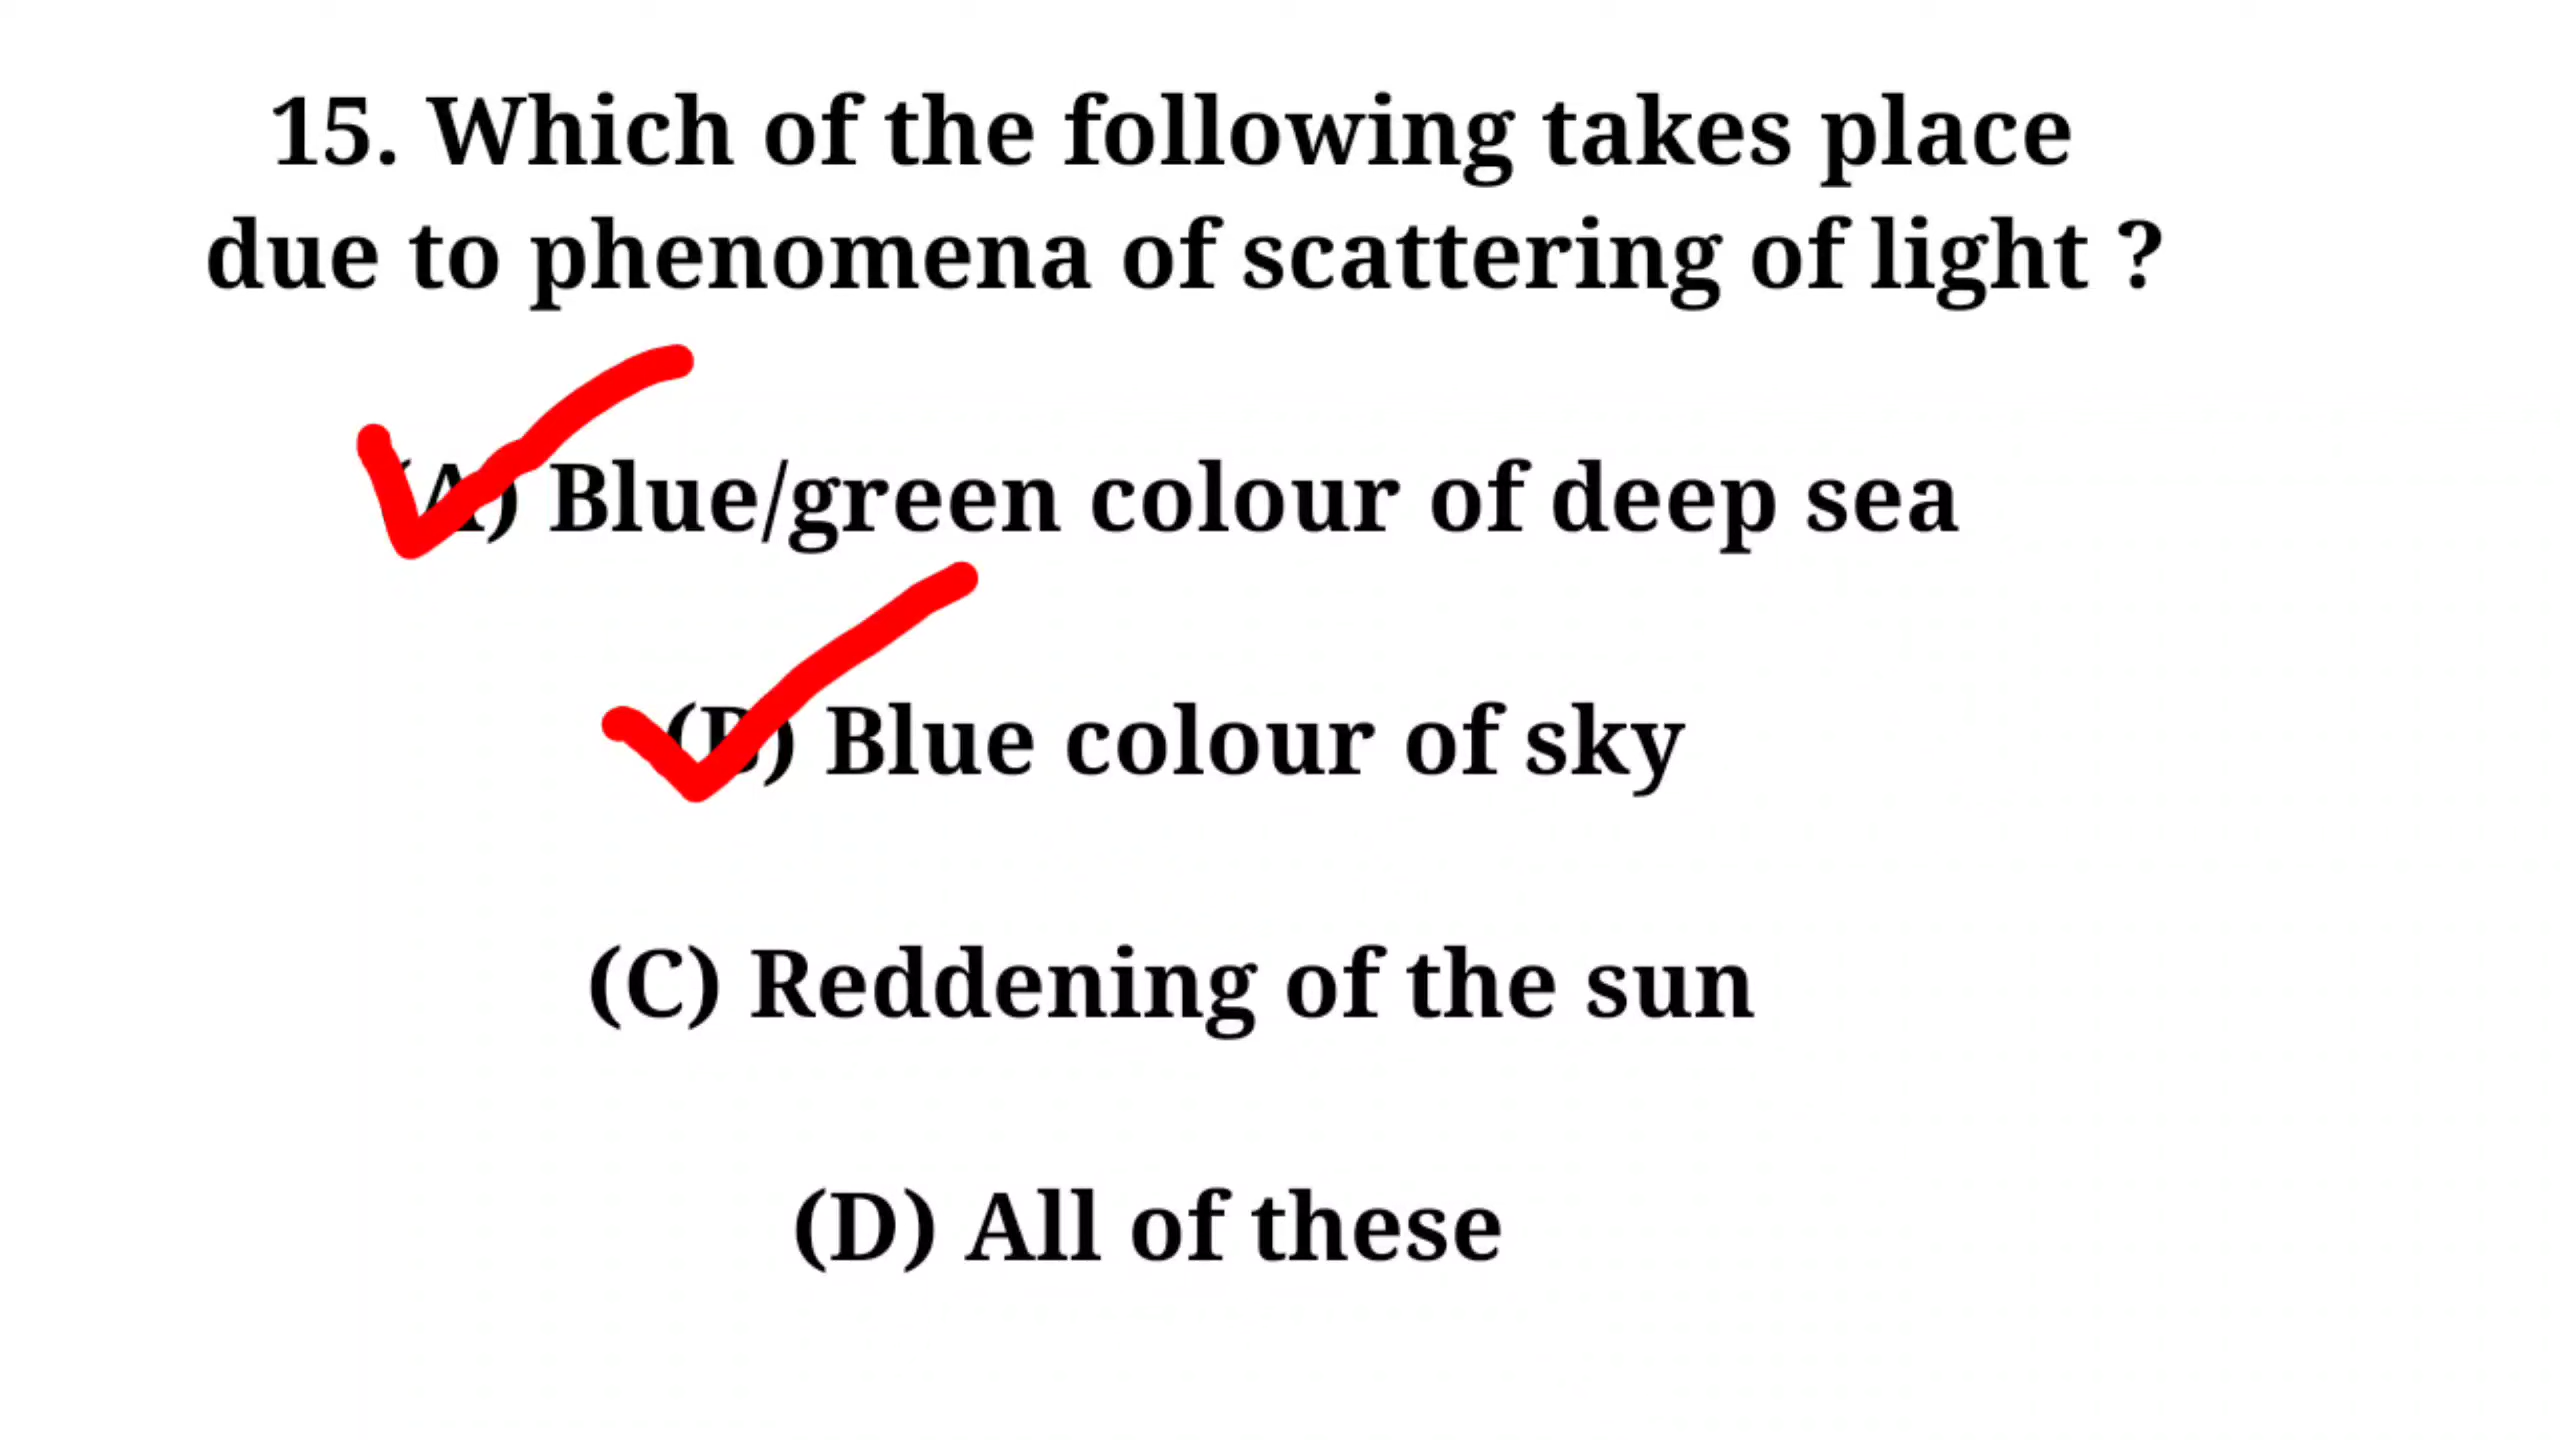 15. Which of the following takes place
due to phenomena of scattering of light ?
(A) Blue/green colour of deep sea
(B) Blue colour of sky
(C) Reddening of the sun
(D) All of these